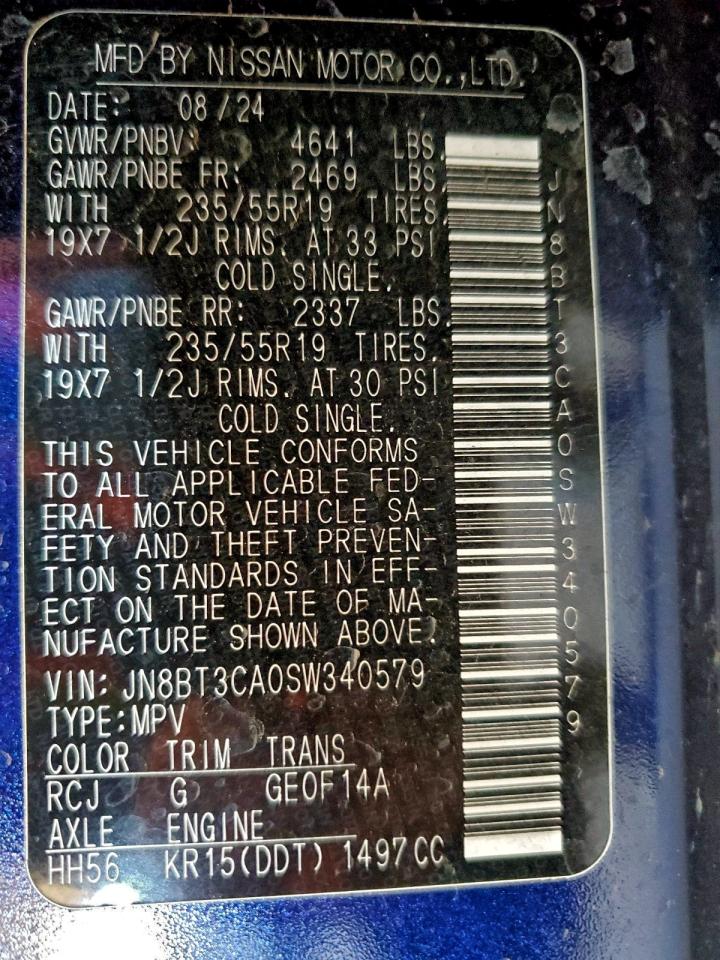 MFD BY NISSAN MOTOR CO.,LTD.
DATE: 08/24
GVWR/PNBV: 4641 LBS.
GAWR/PNBE FR: 2469 LBS.
WITH 235/55R19 TIRES.
19X7 1/2J RIMS. AT 33 PSI
COLD SINGLE.
GAWR/PNBE RR: 2337 LBS.
WITH 235/55R19 TIRES.
19X7 1/2J RIMS. AT 30 PSI
COLD SINGLE.
THIS VEHICLE CONFORMS
TO ALL APPLICABLE FED-
ERAL MOTOR VEHICLE SA-
FETY AND THEFT PREVEN-
TION STANDARDS IN EFF-
ECT ON THE DATE OF MA-
NUFACTURE SHOWN ABOVE.
VIN: JN8BT3CA0SW340579
TYPE:MPV
COLOR TRIM TRANS
RCJ G GE0F14A
AXLE ENGINE
HH56 KR15(DDT) 1497CC
JN8BT3CA0SW340579